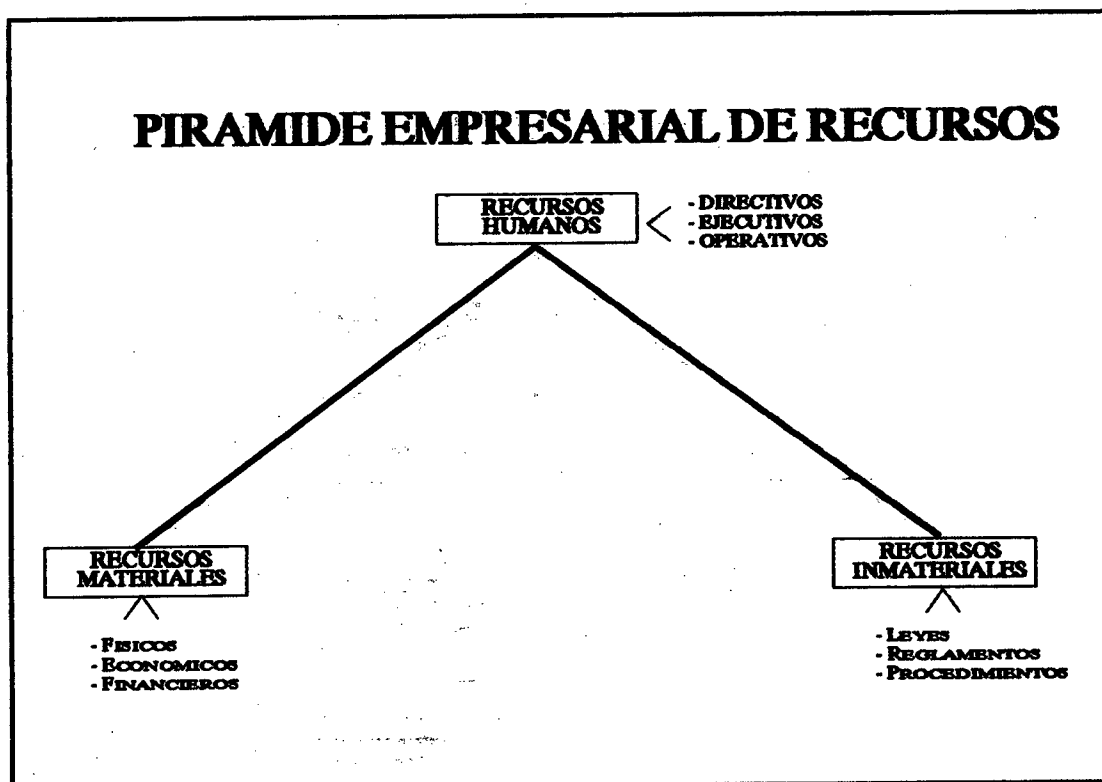 PIRAMIDE EMPRESARIAL DE RECURSOS
RECURSOS
HUMANOS
- DIRECTIVOS
- EJECUTIVOS
- OPERATIVOS
RECURSOS
MATERIALES
- FISICOS
- ECONOMICOS
- FINANCIEROS
RECURSOS
INMATERIALES
- LEYES
- REGLAMENTOS
- PROCEDIMIENTOS